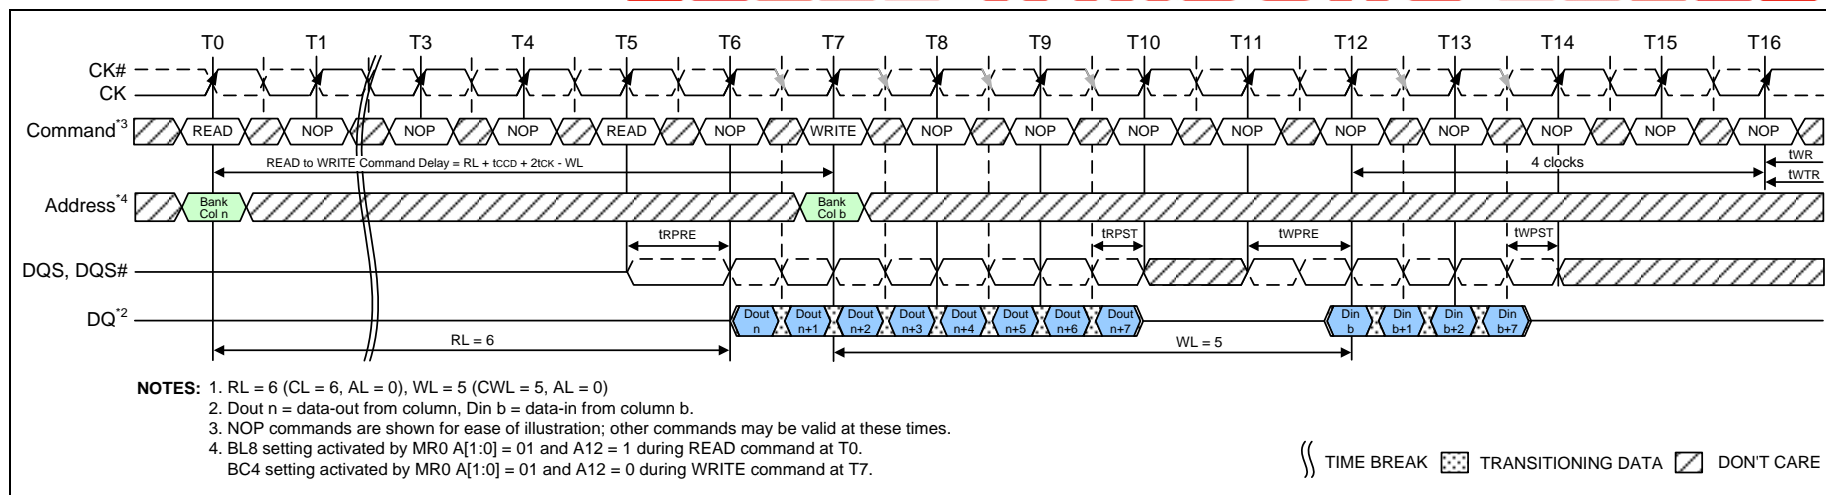 T0 T1 T3 T4 T5 T6 T7 T8 T9 T10 T11 T12 T13 T14 T15 T16
CK#
CK
Command*3 READ NOP NOP NOP READ NOP WRITE NOP NOP NOP NOP NOP NOP NOP NOP NOP
READ to WRITE Command Delay = RL + tCCD + 2tCK - WL
4 clocks
tWR
tWTR
Address*4 Bank Col n Bank Col b
tRPRE tRPST tWPRE tWPST
DQS, DQS#
DQ*2 Dout n Dout n+1 Dout n+2 Dout n+3 Dout n+4 Dout n+5 Dout n+6 Dout n+7 Din b Din b+1 Din b+2 Din b+7
RL = 6 WL = 5
NOTES: 1. RL = 6 (CL = 6, AL = 0), WL = 5 (CWL = 5, AL = 0)
2. Dout n = data-out from column, Din b = data-in from column b.
3. NOP commands are shown for ease of illustration; other commands may be valid at these times.
4. BL8 setting activated by MR0 A[1:0] = 01 and A12 = 1 during READ command at T0.
BC4 setting activated by MR0 A[1:0] = 01 and A12 = 0 during WRITE command at T7.
TIME BREAK TRANSITIONING DATA DON'T CARE